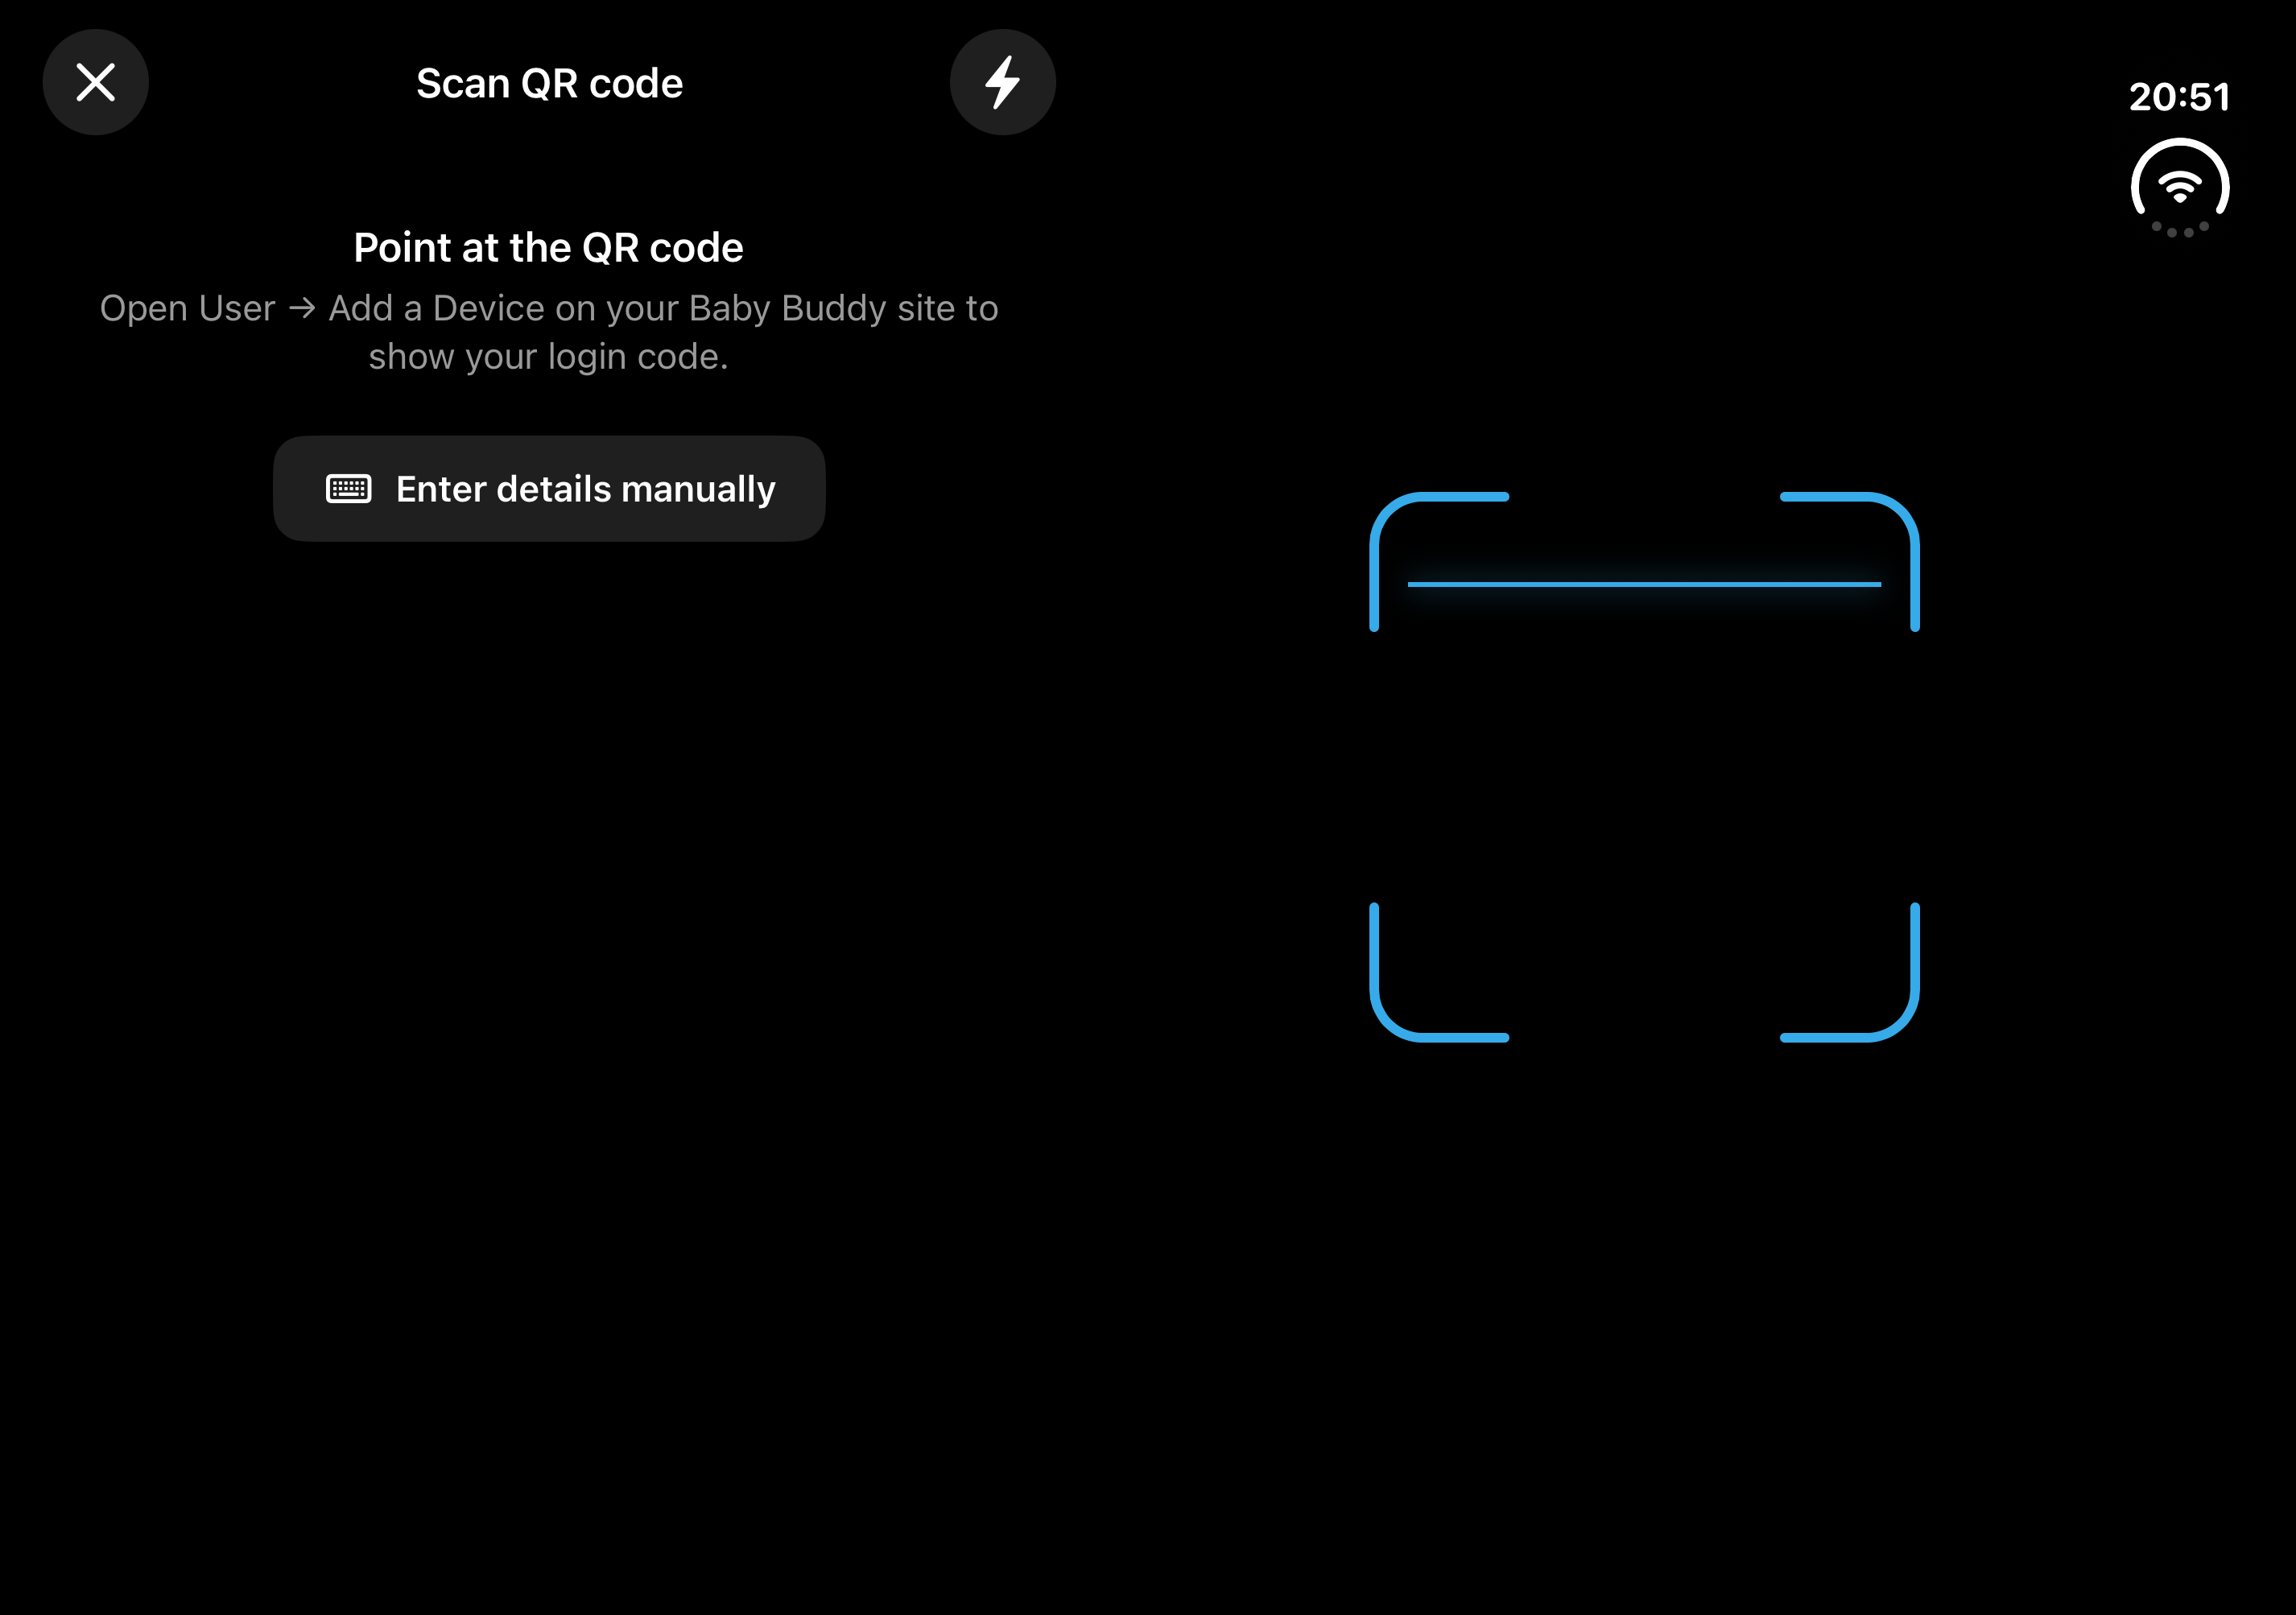 Scan QR code
20:51
Point at the QR code
Open User → Add a Device on your Baby Buddy site to
show your login code.
Enter details manually